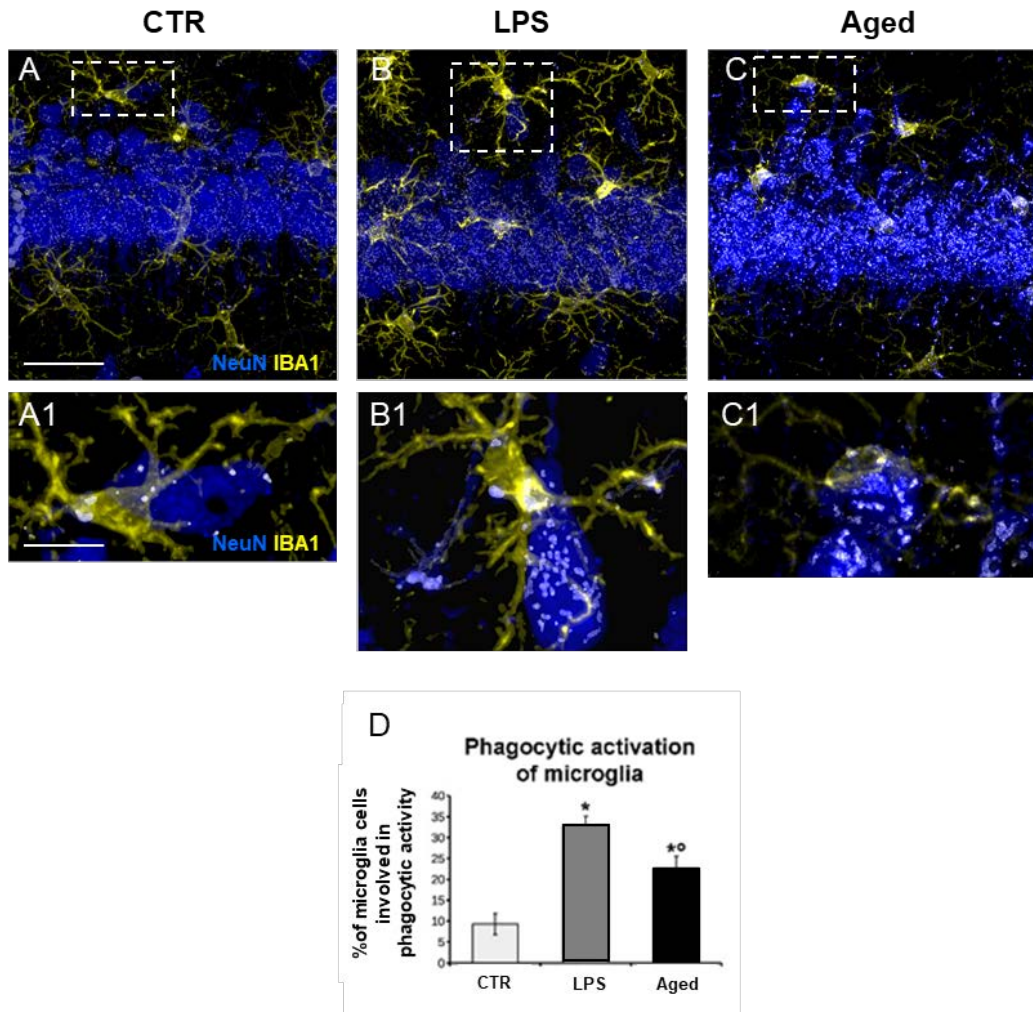 CTR LPS Aged
A B C
NeuN IBA1
A1 B1 C1
NeuN IBA1
D
Phagocytic activation
of microglia
%of microglia cells
involved in
phagocytic activity
40
35
30
25
20
15
10
5
0
*
*°
CTR LPS Aged